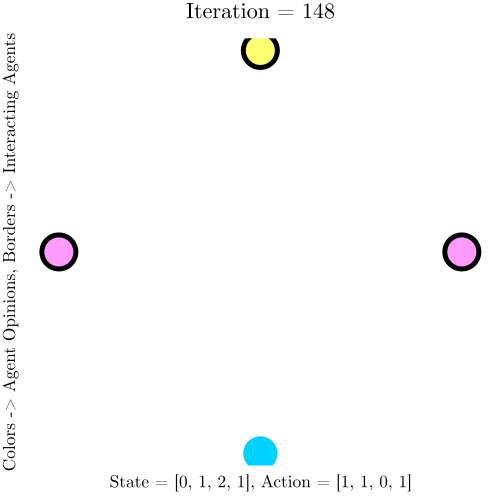 Iteration = 148
Colors -> Agent Opinions, Borders -> Interacting Agents
State = [0, 1, 2, 1], Action = [1, 1, 0, 1]